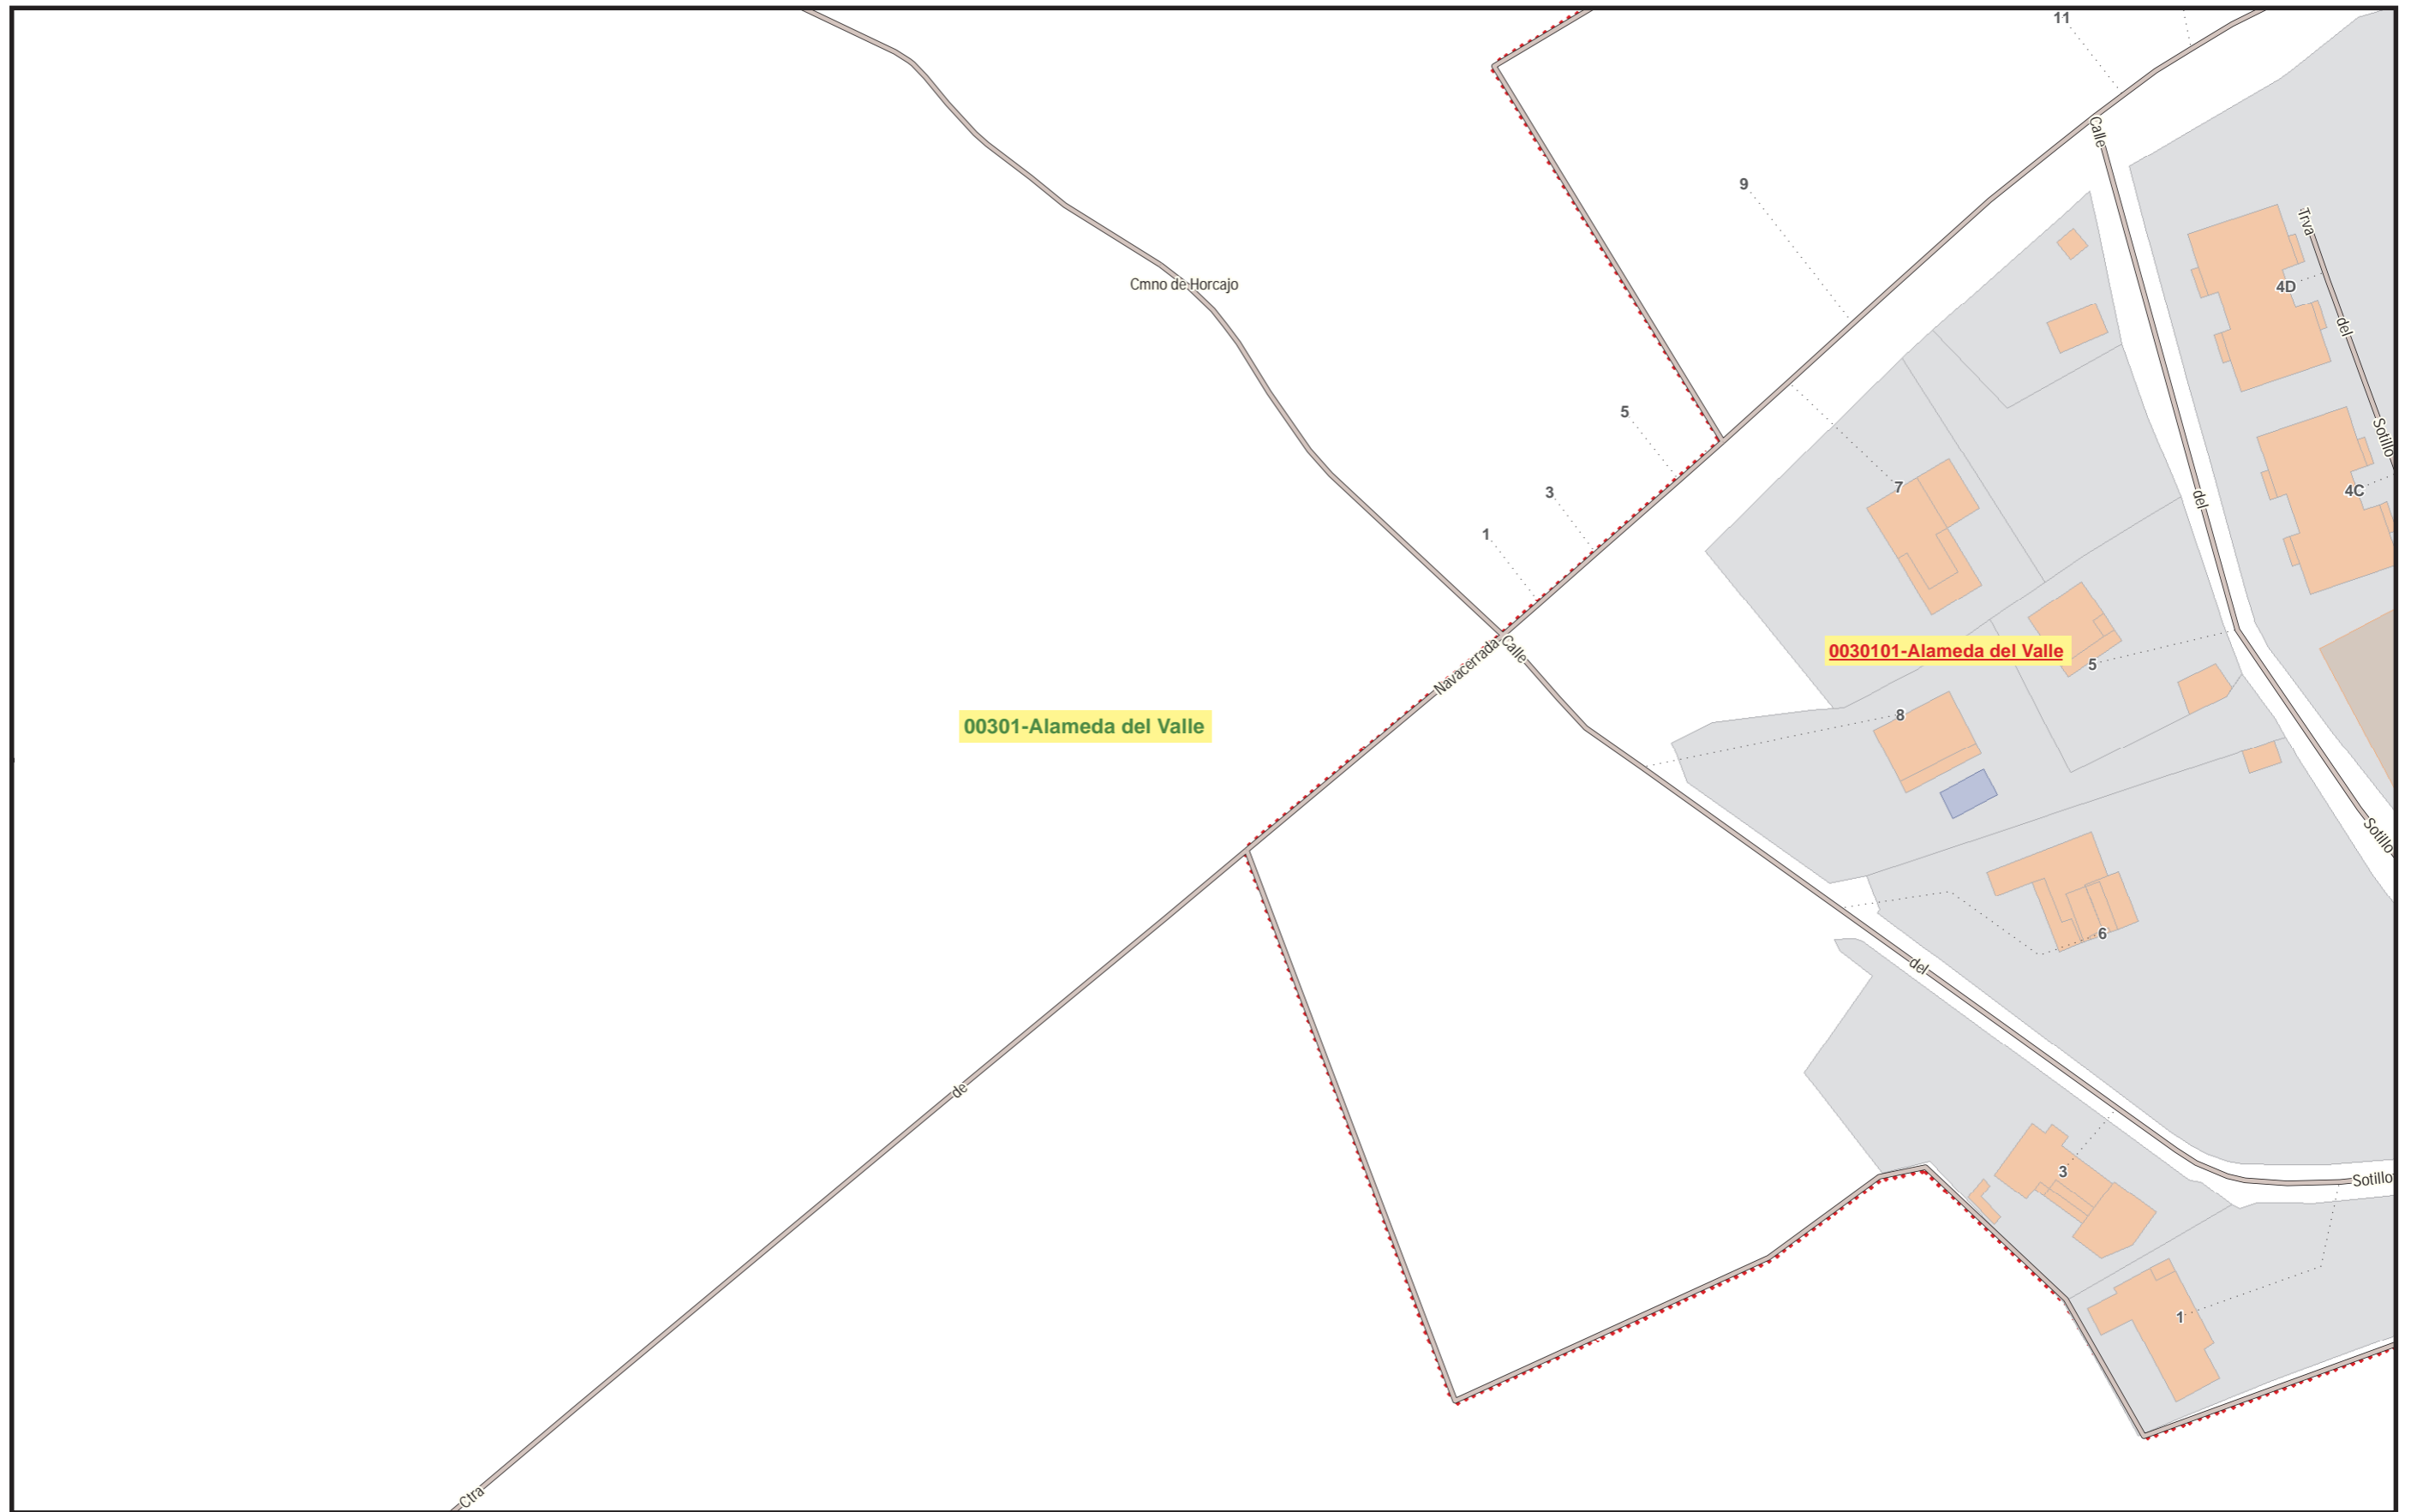 11
Calle
9
Trva
4D
Cmno de Horcajo
del
5
Sotillo
7
4C
3
del
1
Calle
0030101-Alameda del Valle
5
Navacerrada
8
00301-Alameda del Valle
Sotillo
6
del
de
3
Sotillo
1
Ctra